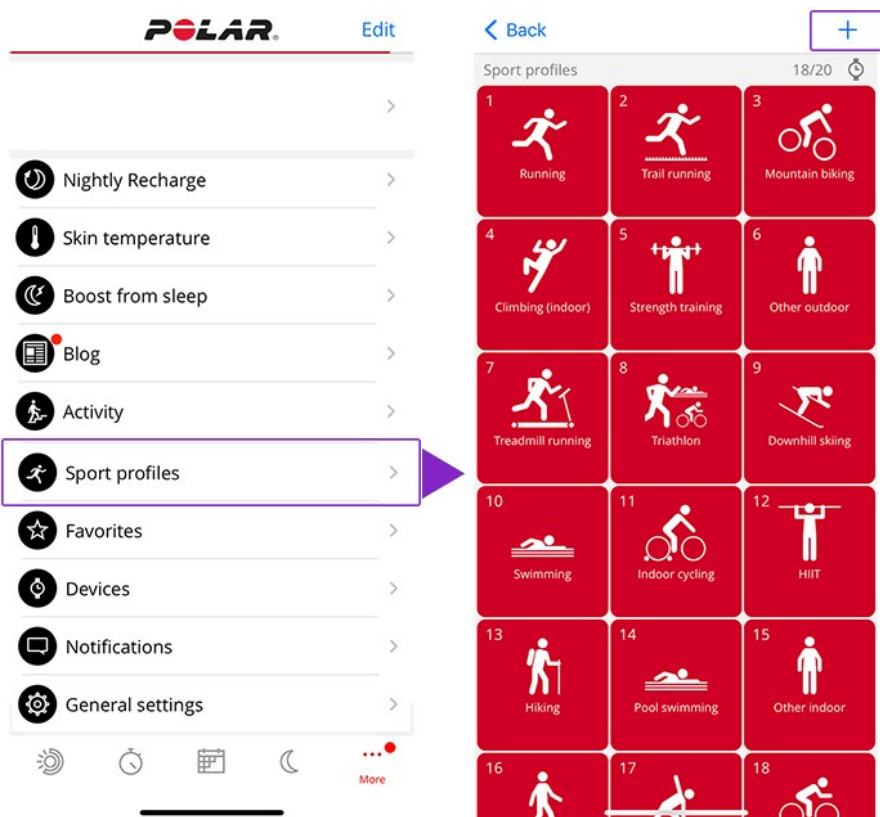 POLAR.
Edit
Nightly Recharge
Skin temperature
Boost from sleep
Blog
Activity
Sport profiles
Favorites
Devices
Notifications
General settings
More
Back
+
Sport profiles
18/20
1
Running
2
Trail running
3
Mountain biking
4
Climbing (indoor)
5
Strength training
6
Other outdoor
7
Treadmill running
8
Triathlon
9
Downhill skiing
10
Swimming
11
Indoor cycling
12
HIIT
13
Hiking
14
Pool swimming
15
Other indoor
16
17
18